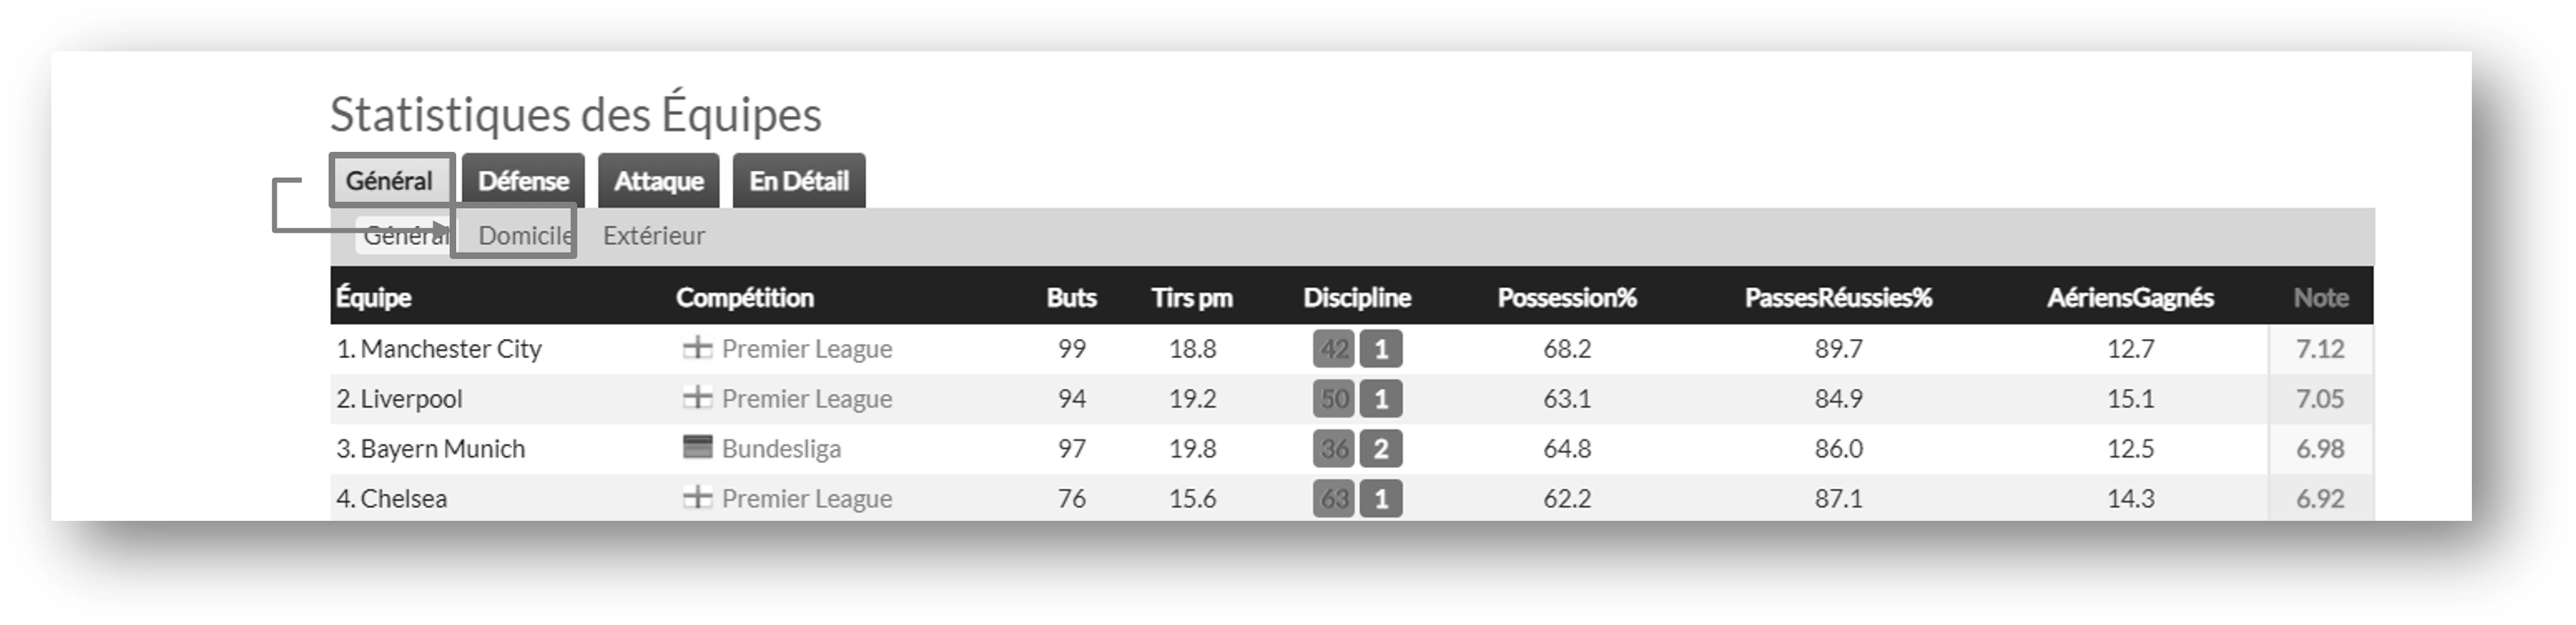 Statistiques des Équipes
Général Défense Attaque En Détail
Général Domicile Extérieur
Équipe Compétition Buts Tirs pm Discipline Possession% PassesRéussies% AériensGagnés Note
1. Manchester City Premier League 99 18.8 42 1 68.2 89.7 12.7 7.12
2. Liverpool Premier League 94 19.2 50 1 63.1 84.9 15.1 7.05
3. Bayern Munich Bundesliga 97 19.8 36 2 64.8 86.0 12.5 6.98
4. Chelsea Premier League 76 15.6 63 1 62.2 87.1 14.3 6.92